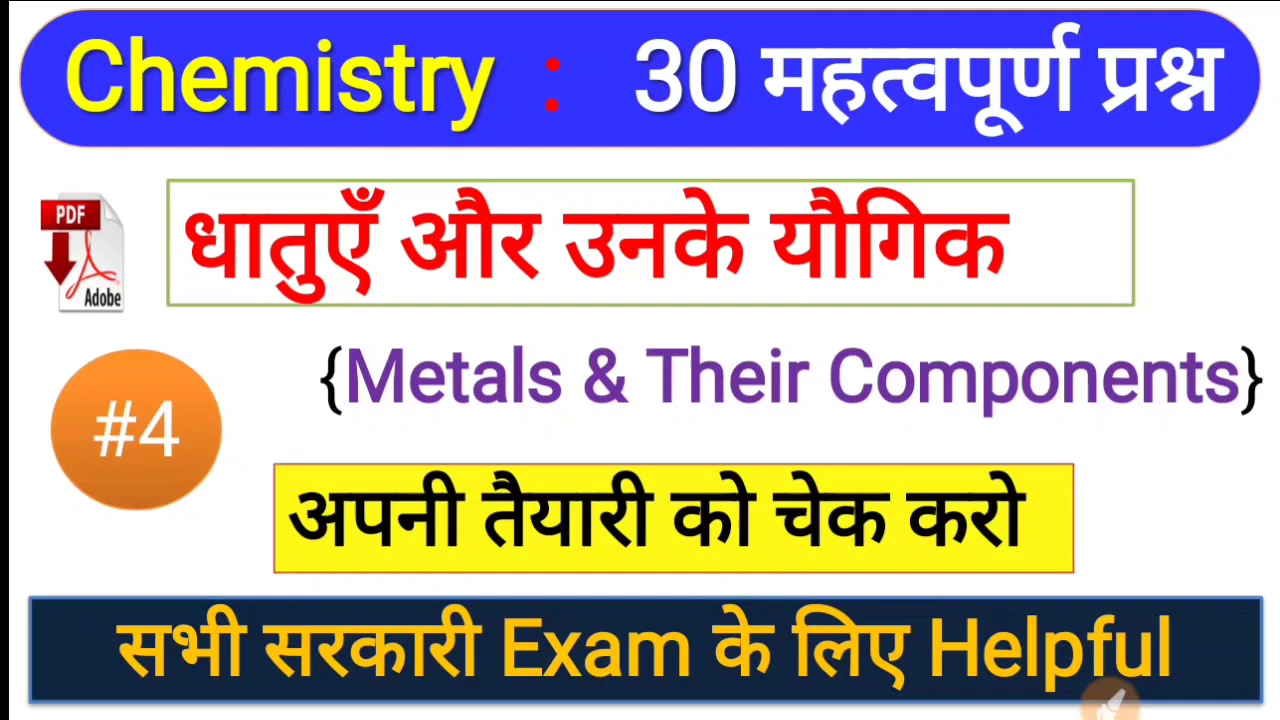 Chemistry : 30 महत्वपूर्ण प्रश्न
PDF
Adobe
धातुएँ और उनके यौगिक
{Metals & Their Components}
#4
अपनी तैयारी को चेक करो
सभी सरकारी Exam के लिए Helpful